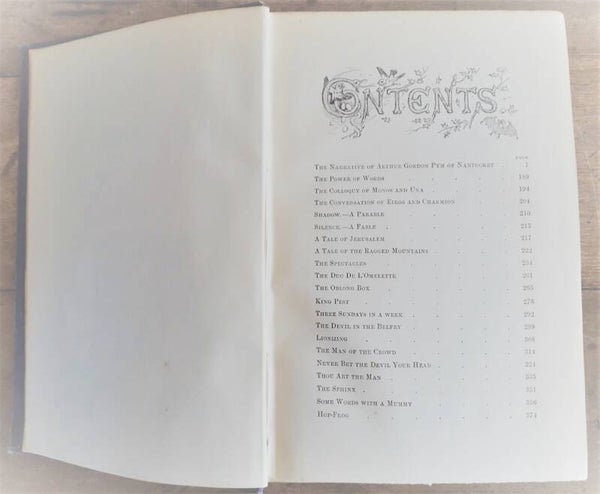 CONTENTS
PAGE
THE NARRATIVE OF ARTHUR GORDON PYM OF NANTUCKET . 1
THE POWER OF WORDS . . . . 189
THE COLLOQUY OF MONOS AND UNA . . . . 194
THE CONVERSATION OF EIROS AND CHARMION . . . 204
SHADOW.—A PARABLE . . . . 210
SILENCE.—A FABLE . . . . 213
A TALE OF JERUSALEM . . . . 217
A TALE OF THE RAGGED MOUNTAINS . . . . 222
THE SPECTACLES . . . . 234
THE DUC DE L'OMELETTE . . . . 261
THE OBLONG BOX . . . . 265
KING PEST . . . . 278
THREE SUNDAYS IN A WEEK . . . . 292
THE DEVIL IN THE BELFRY . . . . 299
LIONIZING . . . . 308
THE MAN OF THE CROWD . . . . 314
NEVER BET THE DEVIL YOUR HEAD . . . . 324
THOU ART THE MAN . . . . 335
THE SPHINX . . . . 351
SOME WORDS WITH A MUMMY . . . . 356
HOP-FROG . . . . 374